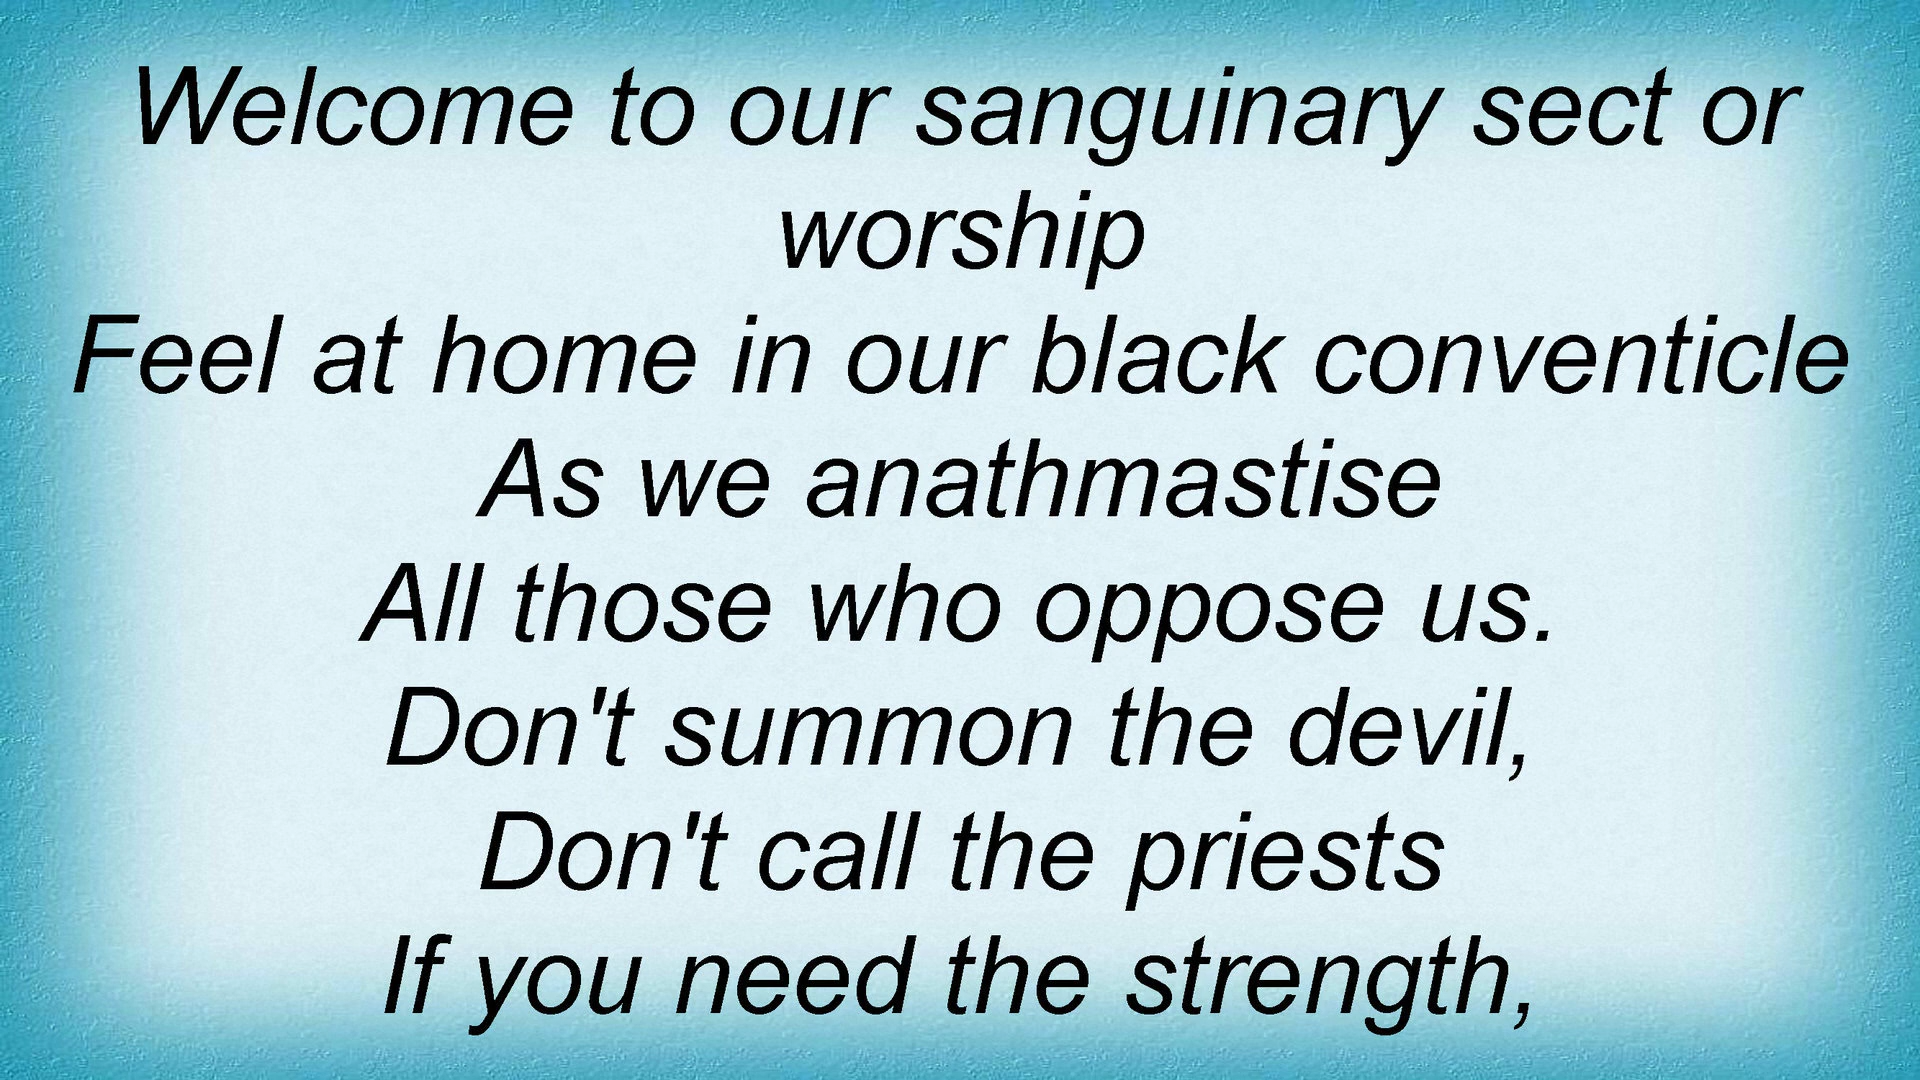 Welcome to our sanguinary sect or
worship
Feel at home in our black conventicle
As we anathmastise
All those who oppose us.
Don't summon the devil,
Don't call the priests
If you need the strength,